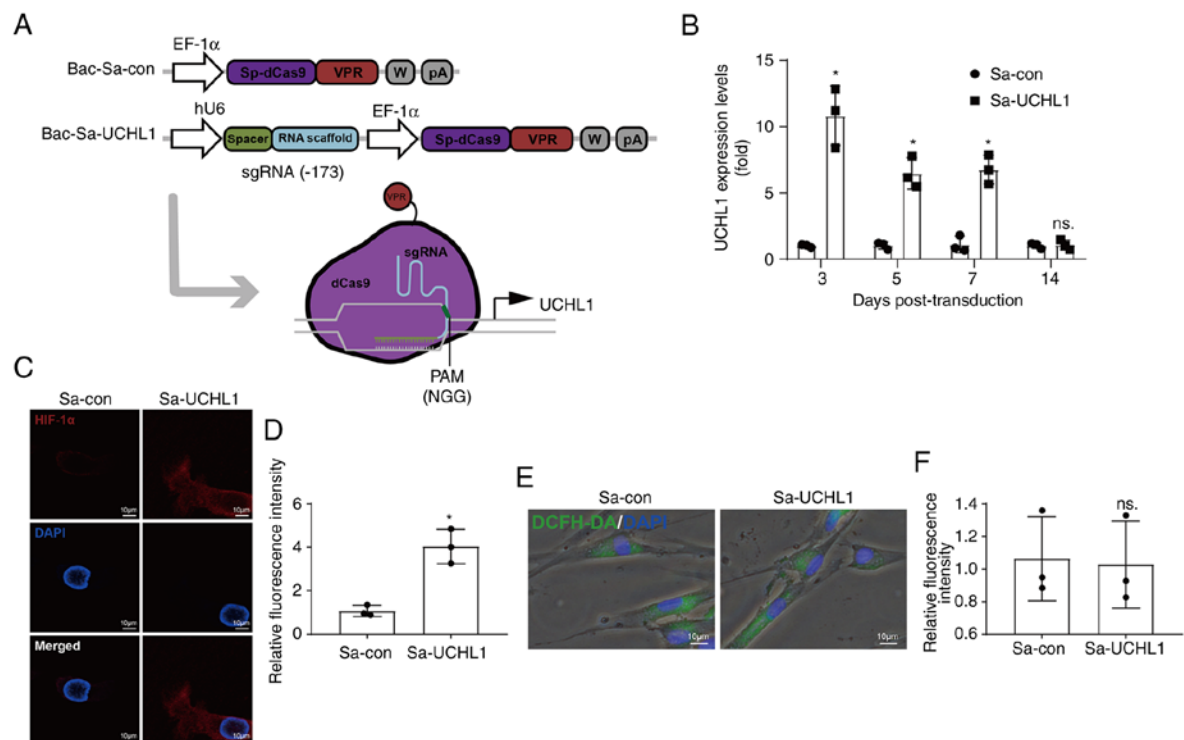 A
EF-1α
Bac-Sa-con
Sp-dCas9 VPR W pA
hU6
EF-1α
Bac-Sa-UCHL1
Spacer RNA scaffold Sp-dCas9 VPR W pA
sgRNA (-173)
VPR
sgRNA
dCas9
UCHL1
PAM
(NGG)
B
UCHL1 expression levels
(fold)
15
10
5
0
Sa-con
Sa-UCHL1
*
*
*
ns.
3 5 7 14
Days post-transduction
C
Sa-con Sa-UCHL1
HIF-1α
10μm 10μm
DAPI
10μm 10μm
Merged
10μm 10μm
D
Relative fluorescence intensity
6
4
2
0
*
Sa-con Sa-UCHL1
E
Sa-con Sa-UCHL1
DCFH-DA/DAPI
10μm 10μm
F
Relative fluorescence
intensity
1.4
1.2
1.0
0.8
0.6
ns.
Sa-con Sa-UCHL1